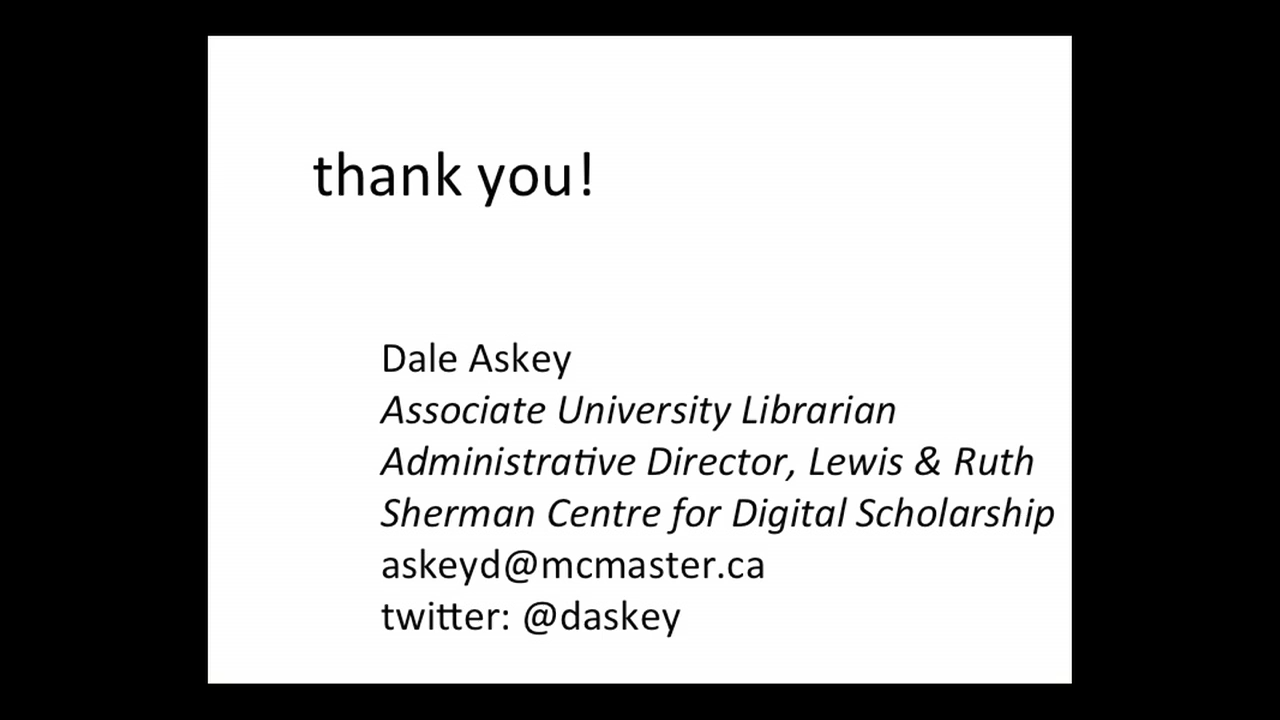 thank you!
Dale Askey
Associate University Librarian
Administrative Director, Lewis & Ruth
Sherman Centre for Digital Scholarship
askeyd@mcmaster.ca
twitter: @daskey